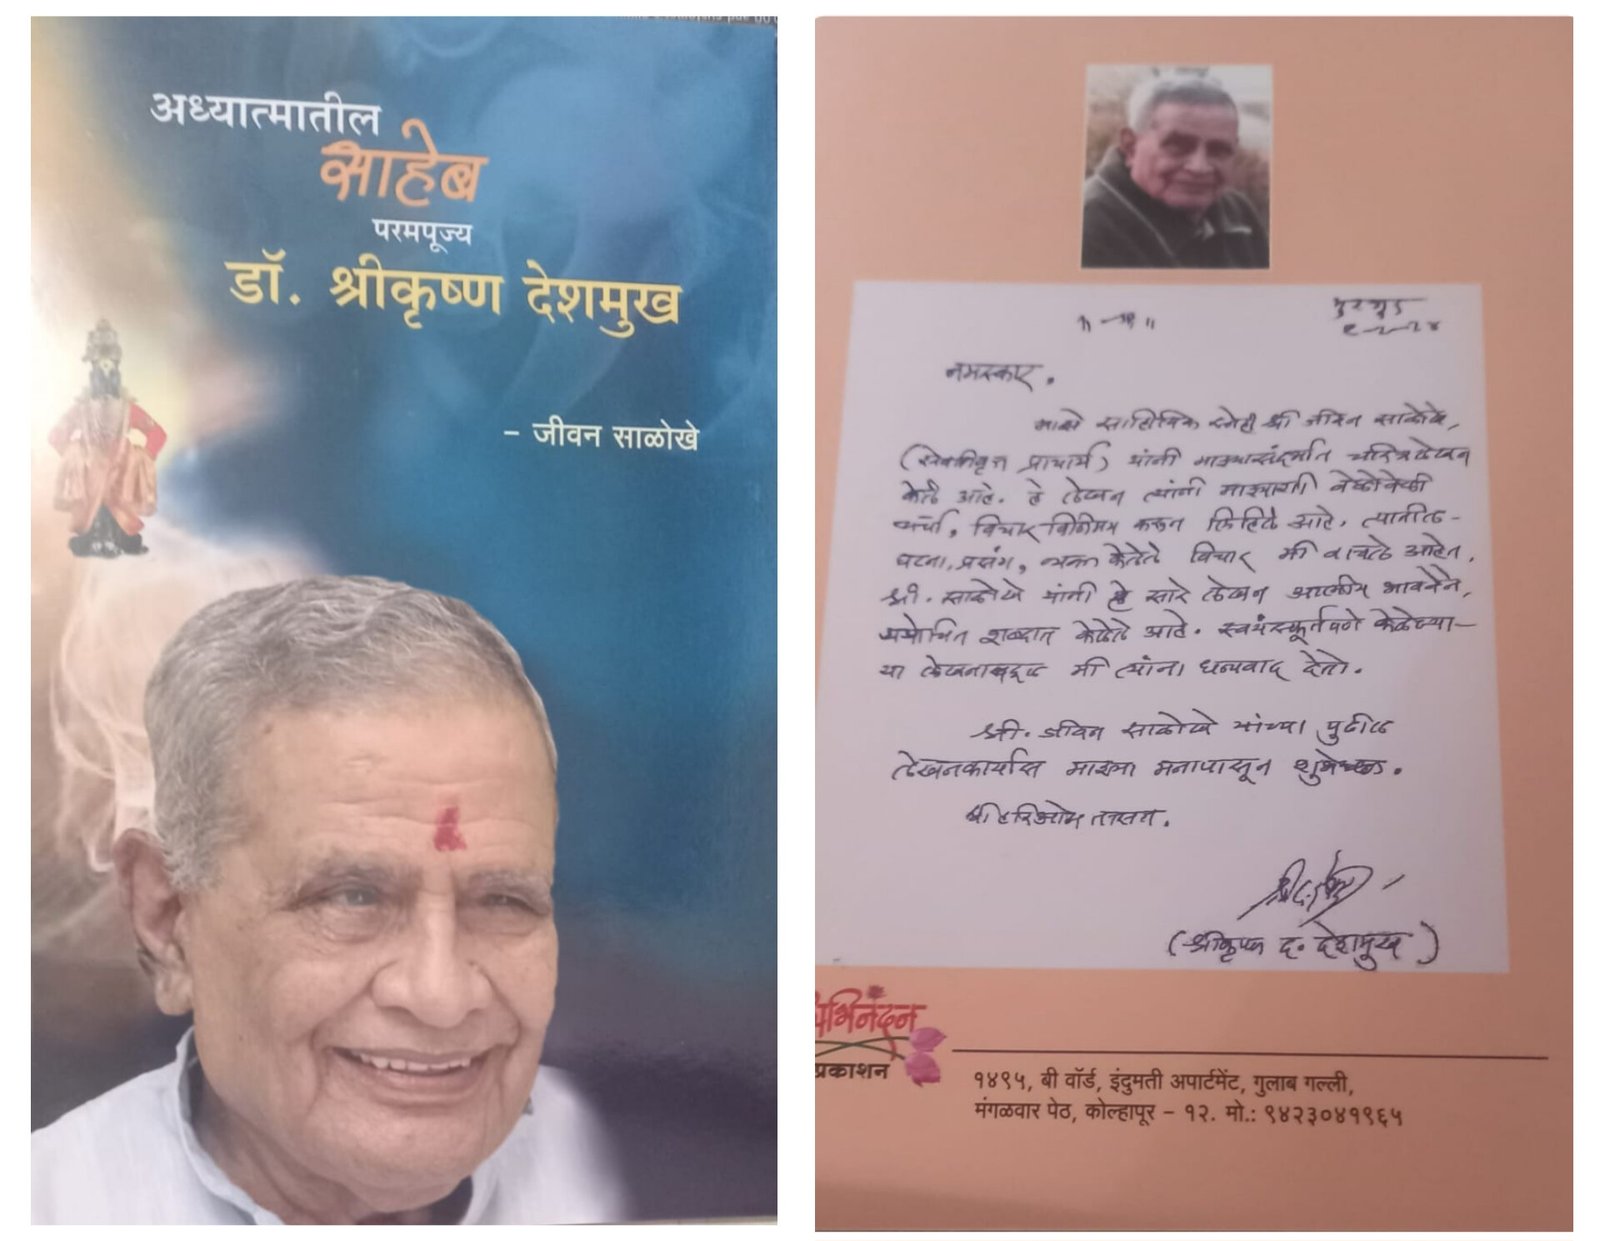 अध्यात्मातील
साहेब
परमपूज्य
डॉ. श्रीकृष्ण देशमुख
- जीवन साळोखे
मुरगूड
नमस्कार.
माझे साहित्यिक स्नेही श्री जीवन साळोखे,
(सेवानिवृत्त प्राचार्य) यांनी माझ्यासंदर्भात चरित्रलेखन
केले आहे. हे लेखन त्यांनी माझ्याशी वेळोवेळी
चर्चा, विचार विनिमय करून लिहिले आहे. त्यातील-
घटना, प्रसंग, व्यक्त केलेले विचार मी वाचले आहेत.
श्री. साळोखे यांनी हे सारे लेखन आत्मीय भावनेने,
यथोचित शब्दात केलेले आहे. स्वयंस्फूर्तपणे केलेल्या-
या लेखनाबद्दल मी त्यांना धन्यवाद देतो.
श्री. जीवन साळोखे यांच्या पुढील
लेखनकार्यास माझ्या मनापासून शुभेच्छा.
श्री हरिओम तत्सत्.
(श्रीकृष्ण द. देशमुख)
अभिनंदन
प्रकाशन
१४९५, बी वॉर्ड, इंदुमती अपार्टमेंट, गुलाब गल्ली,
मंगळवार पेठ, कोल्हापूर - १२. मो.: ९४२३०४१९६५